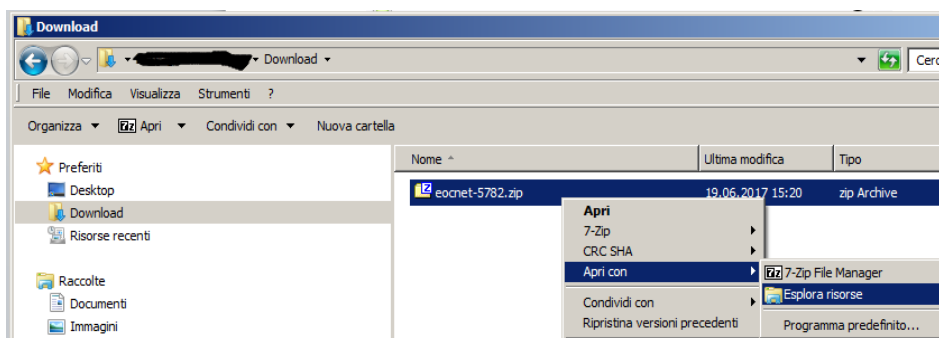 Download
Download
Cerc
File Modifica Visualizza Strumenti ?
Organizza 7z Apri Condividi con Nuova cartella
Preferiti
Desktop
Download
Risorse recenti
Raccolte
Documenti
Immagini
Nome Ultima modifica Tipo
eocnet-5782.zip 19.06.2017 15:20 zip Archive
Apri
7-Zip
CRC SHA
Apri con
Condividi con
Ripristina versioni precedenti
7z 7-Zip File Manager
Esplora risorse
Programma predefinito...